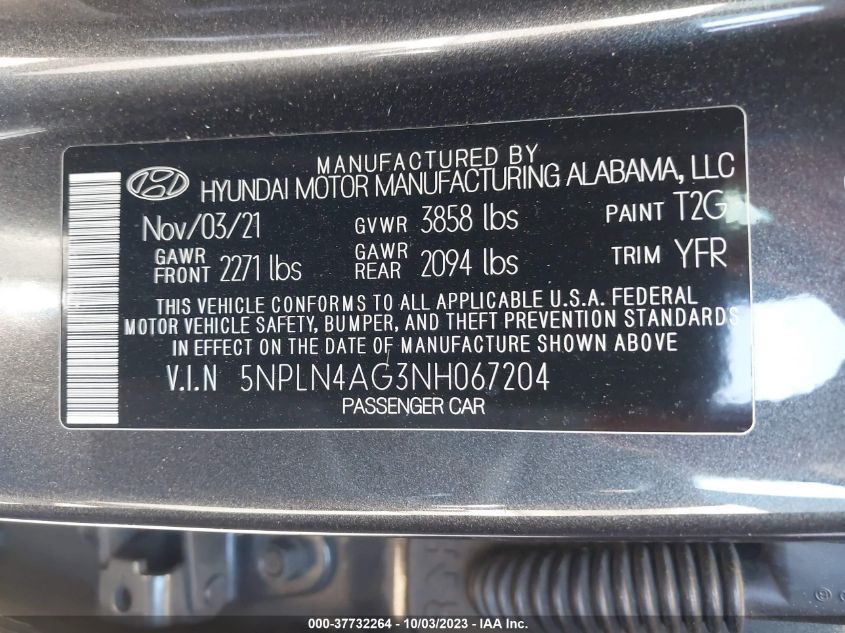 MANUFACTURED BY
HYUNDAI MOTOR MANUFACTURING ALABAMA, LLC
Nov/03/21 GVWR 3858 lbs PAINT T2G
GAWR FRONT 2271 lbs GAWR REAR 2094 lbs TRIM YFR
THIS VEHICLE CONFORMS TO ALL APPLICABLE U.S.A. FEDERAL
MOTOR VEHICLE SAFETY, BUMPER, AND THEFT PREVENTION STANDARDS
IN EFFECT ON THE DATE OF MANUFACTURE SHOWN ABOVE
V.I.N 5NPLN4AG3NH067204
PASSENGER CAR
000-37732264 - 10/03/2023 - IAA Inc.